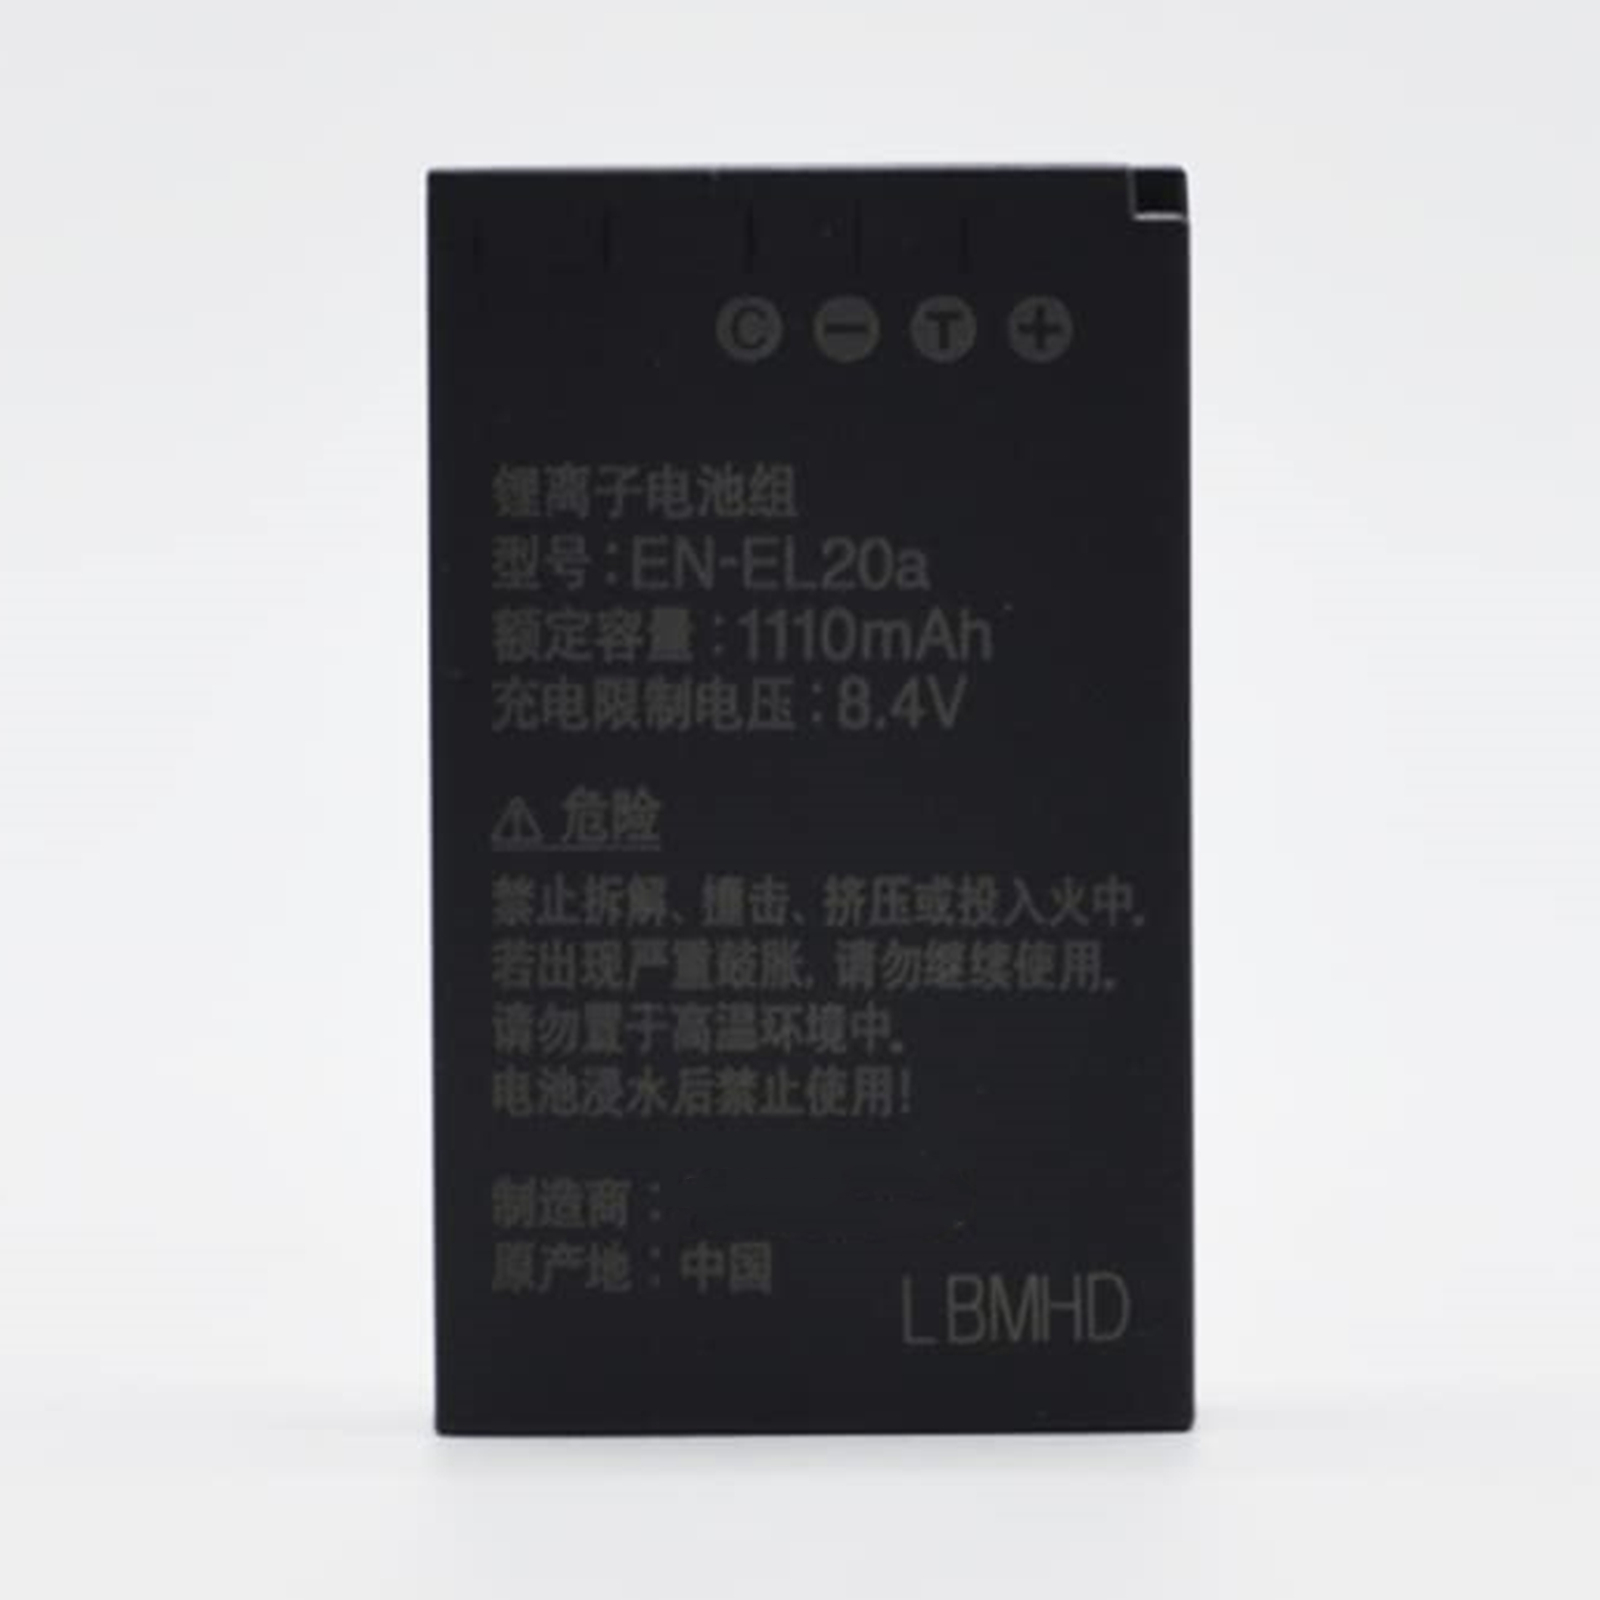 C − T +
锂离子电池组
型号:EN-EL20a
额定容量:1110mAh
充电限制电压:8.4V
⚠ 危险
禁止拆解、撞击、挤压或投入火中。
若出现严重鼓胀,请勿继续使用。
请勿置于高温环境中。
电池浸水后禁止使用!
制造商:
原产地:中国
LBMHD